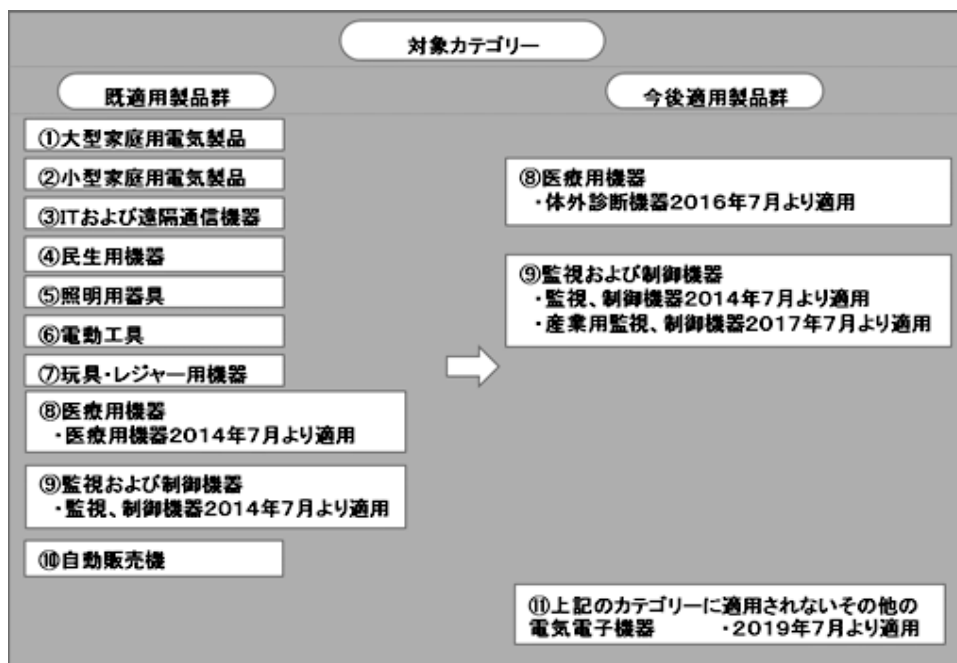 対象カテゴリー
既適用製品群
①大型家庭用電気製品
②小型家庭用電気製品
③ITおよび遠隔通信機器
④民生用機器
⑤照明用器具
⑥電動工具
⑦玩具・レジャー用機器
⑧医療用機器
・医療用機器2014年7月より適用
⑨監視および制御機器
・監視、制御機器2014年7月より適用
⑩自動販売機
今後適用製品群
⑧医療用機器
・体外診断機器2016年7月より適用
⑨監視および制御機器
・監視、制御機器2014年7月より適用
・産業用監視、制御機器2017年7月より適用
⑪上記のカテゴリーに適用されないその他の
電気電子機器 ・2019年7月より適用